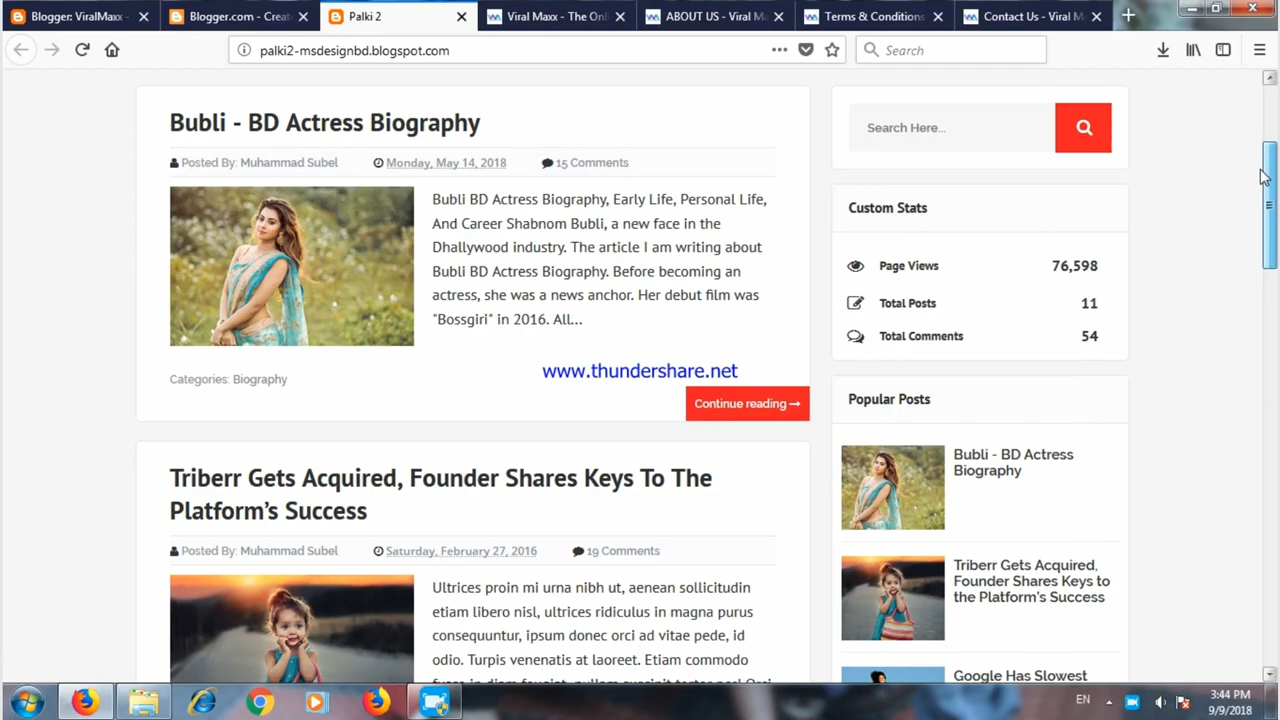 Blogger: ViralMaxx -
Blogger.com - Creat
Palki 2
Viral Maxx - The Onl
ABOUT US - Viral M
Terms & Conditions
Contact Us - Viral M
palki2-msdesignbd.blogspot.com
Search
Bubli - BD Actress Biography
Posted By: Muhammad Subel
Monday, May 14, 2018
15 Comments
Bubli BD Actress Biography, Early Life, Personal Life,
And Career Shabnom Bubli, a new face in the
Dhallywood industry. The article I am writing about
Bubli BD Actress Biography. Before becoming an
actress, she was a news anchor. Her debut film was
"Bossgiri" in 2016. All...
www.thundershare.net
Categories: Biography
Continue reading →
Triberr Gets Acquired, Founder Shares Keys To The
Platform's Success
Posted By: Muhammad Subel
Saturday, February 27, 2016
19 Comments
Ultrices proin mi urna nibh ut, aenean sollicitudin
etiam libero nisl, ultrices ridiculus in magna purus
consequuntur, ipsum donec orci ad vitae pede, id
odio. Turpis venenatis at laoreet. Etiam commodo
Search Here...
Custom Stats
Page Views 76,598
Total Posts 11
Total Comments 54
Popular Posts
Bubli - BD Actress
Biography
Triberr Gets Acquired,
Founder Shares Keys to
the Platform's Success
Google Has Slowest
EN
3:44 PM
9/9/2018